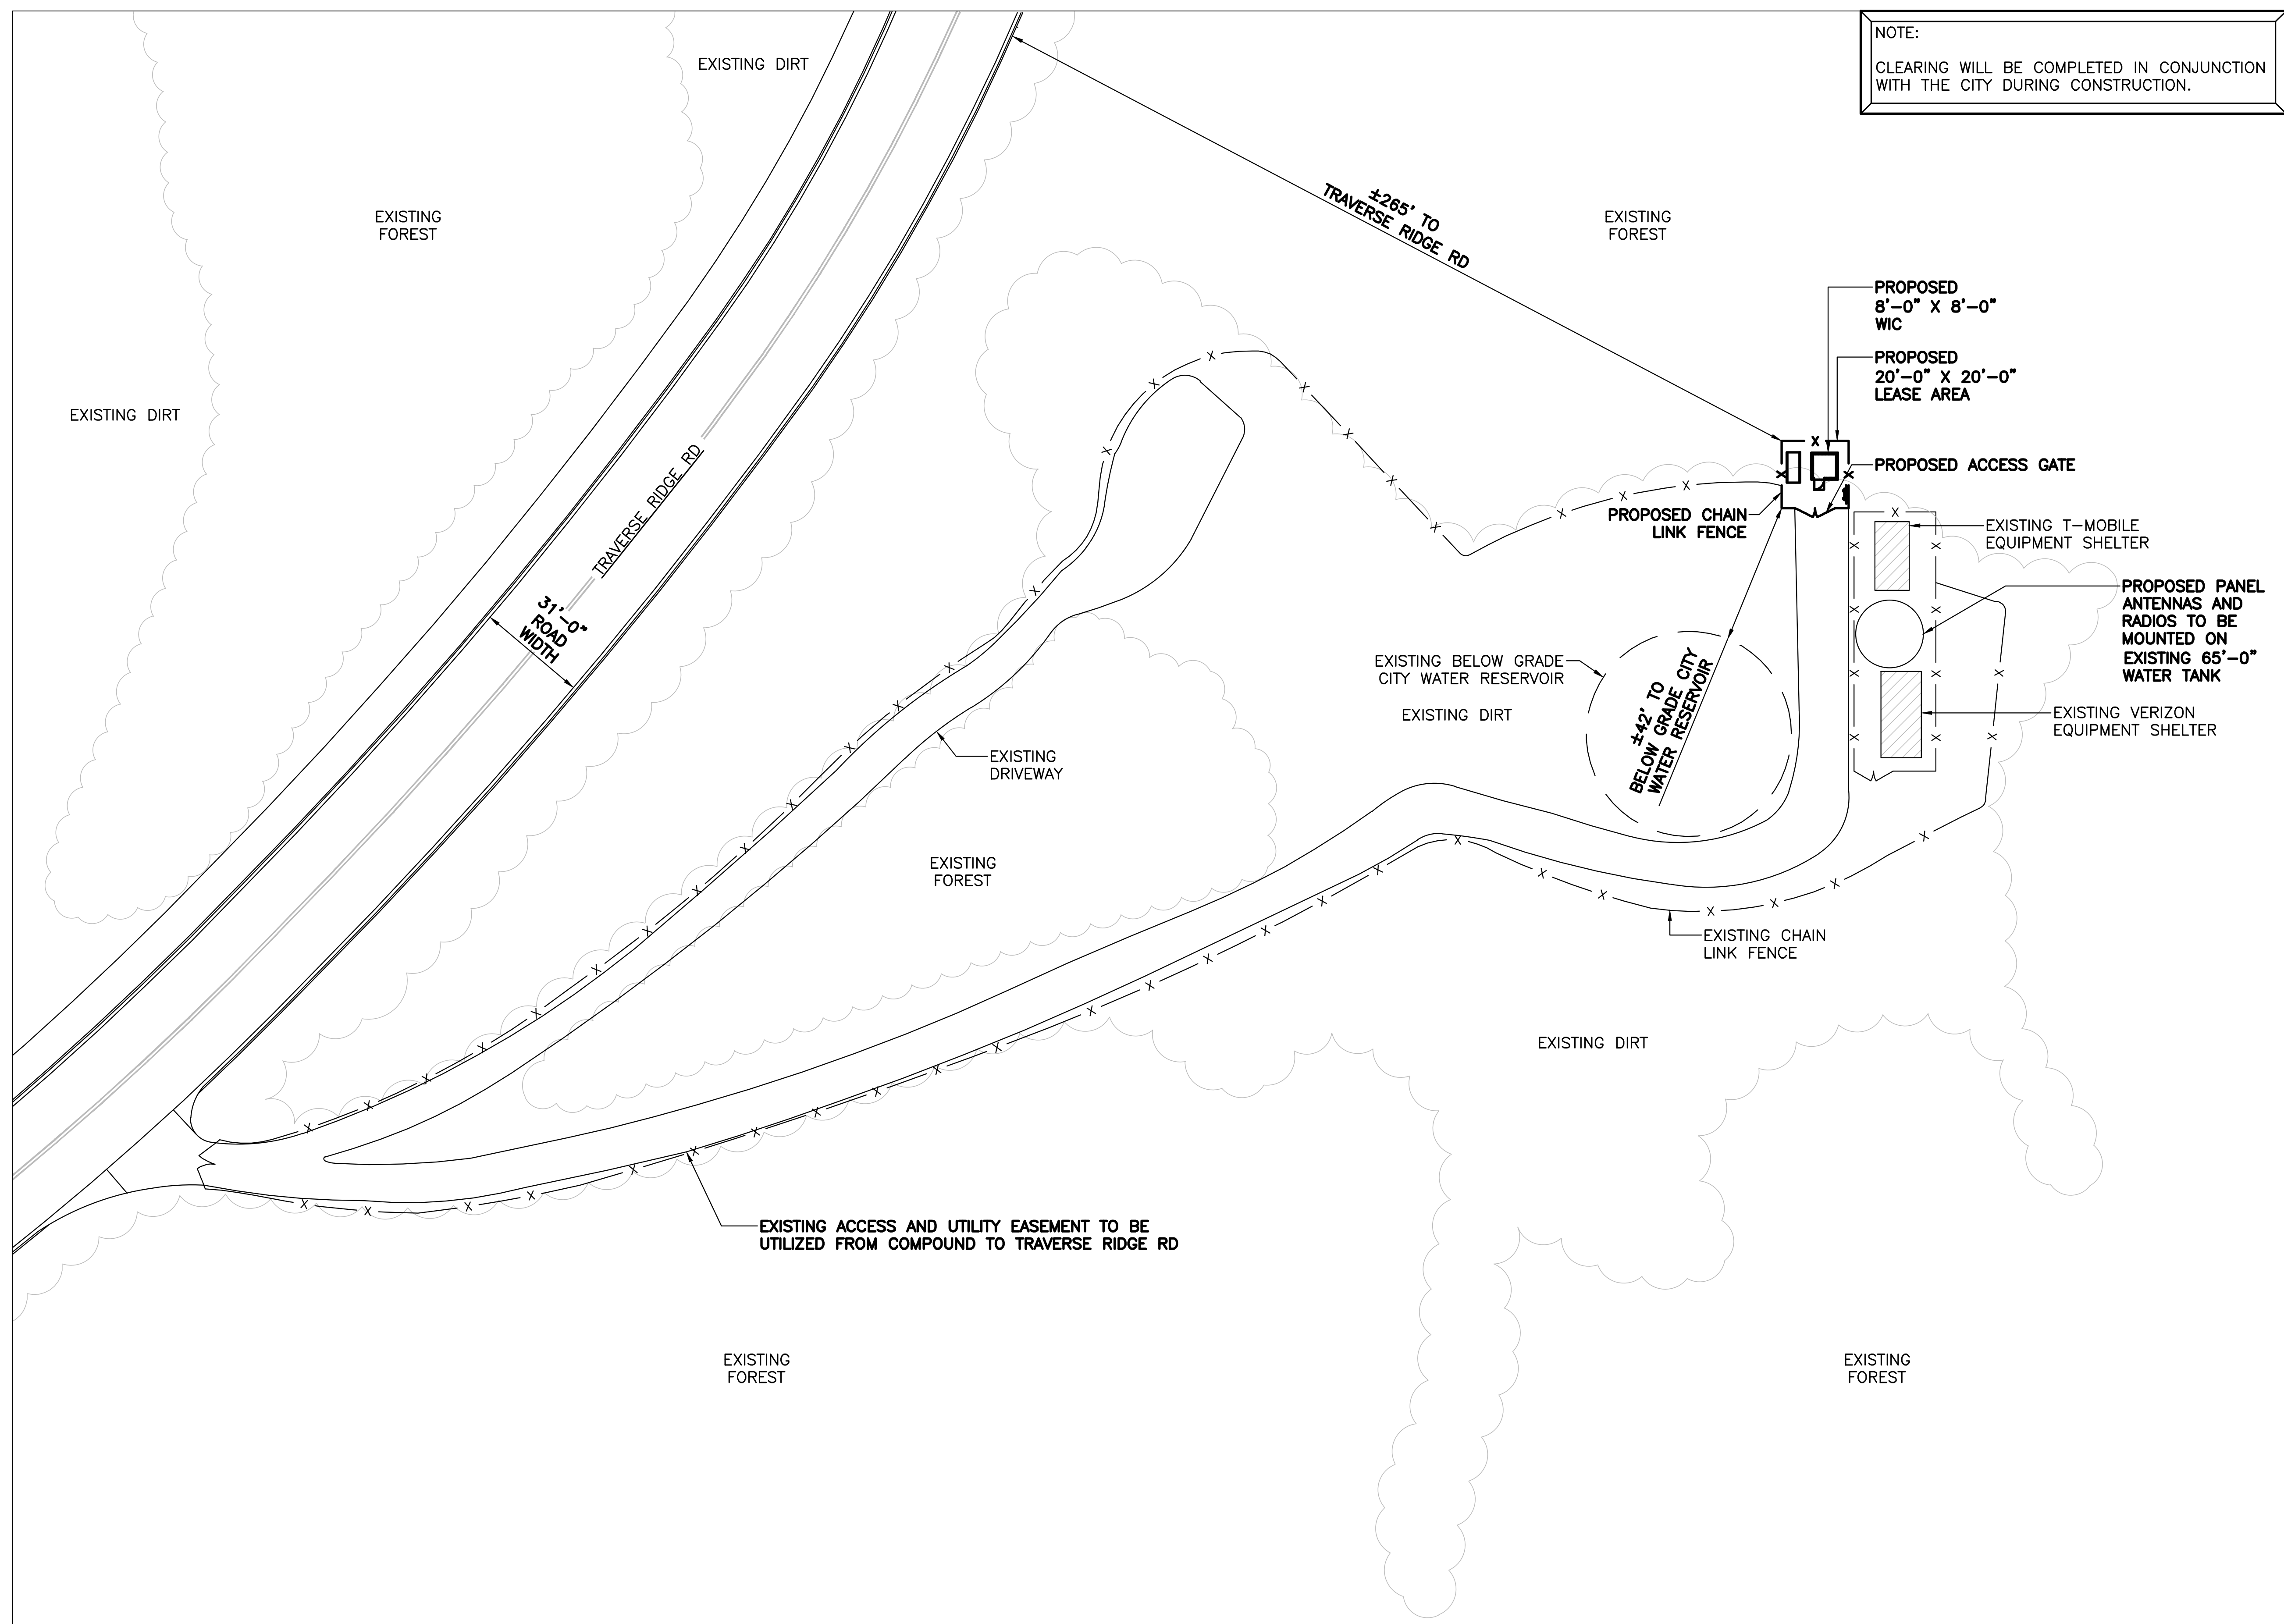 NOTE:
CLEARING WILL BE COMPLETED IN CONJUNCTION
WITH THE CITY DURING CONSTRUCTION.
EXISTING DIRT
EXISTING
FOREST
±265' TO
TRAVERSE RIDGE RD
EXISTING
FOREST
PROPOSED
8'-0" X 8'-0"
WIC
PROPOSED
20'-0" X 20'-0"
LEASE AREA
EXISTING DIRT
PROPOSED ACCESS GATE
TRAVERSE RIDGE RD
PROPOSED CHAIN
LINK FENCE
EXISTING T-MOBILE
EQUIPMENT SHELTER
31'-0"
ROAD
WIDTH
PROPOSED PANEL
ANTENNAS AND
RADIOS TO BE
MOUNTED ON
EXISTING 65'-0"
WATER TANK
EXISTING BELOW GRADE
CITY WATER RESERVOIR
±42' TO
BELOW GRADE CITY
WATER RESERVOIR
EXISTING DIRT
EXISTING VERIZON
EQUIPMENT SHELTER
EXISTING
DRIVEWAY
EXISTING
FOREST
EXISTING CHAIN
LINK FENCE
EXISTING DIRT
EXISTING ACCESS AND UTILITY EASEMENT TO BE
UTILIZED FROM COMPOUND TO TRAVERSE RIDGE RD
EXISTING
FOREST
EXISTING
FOREST